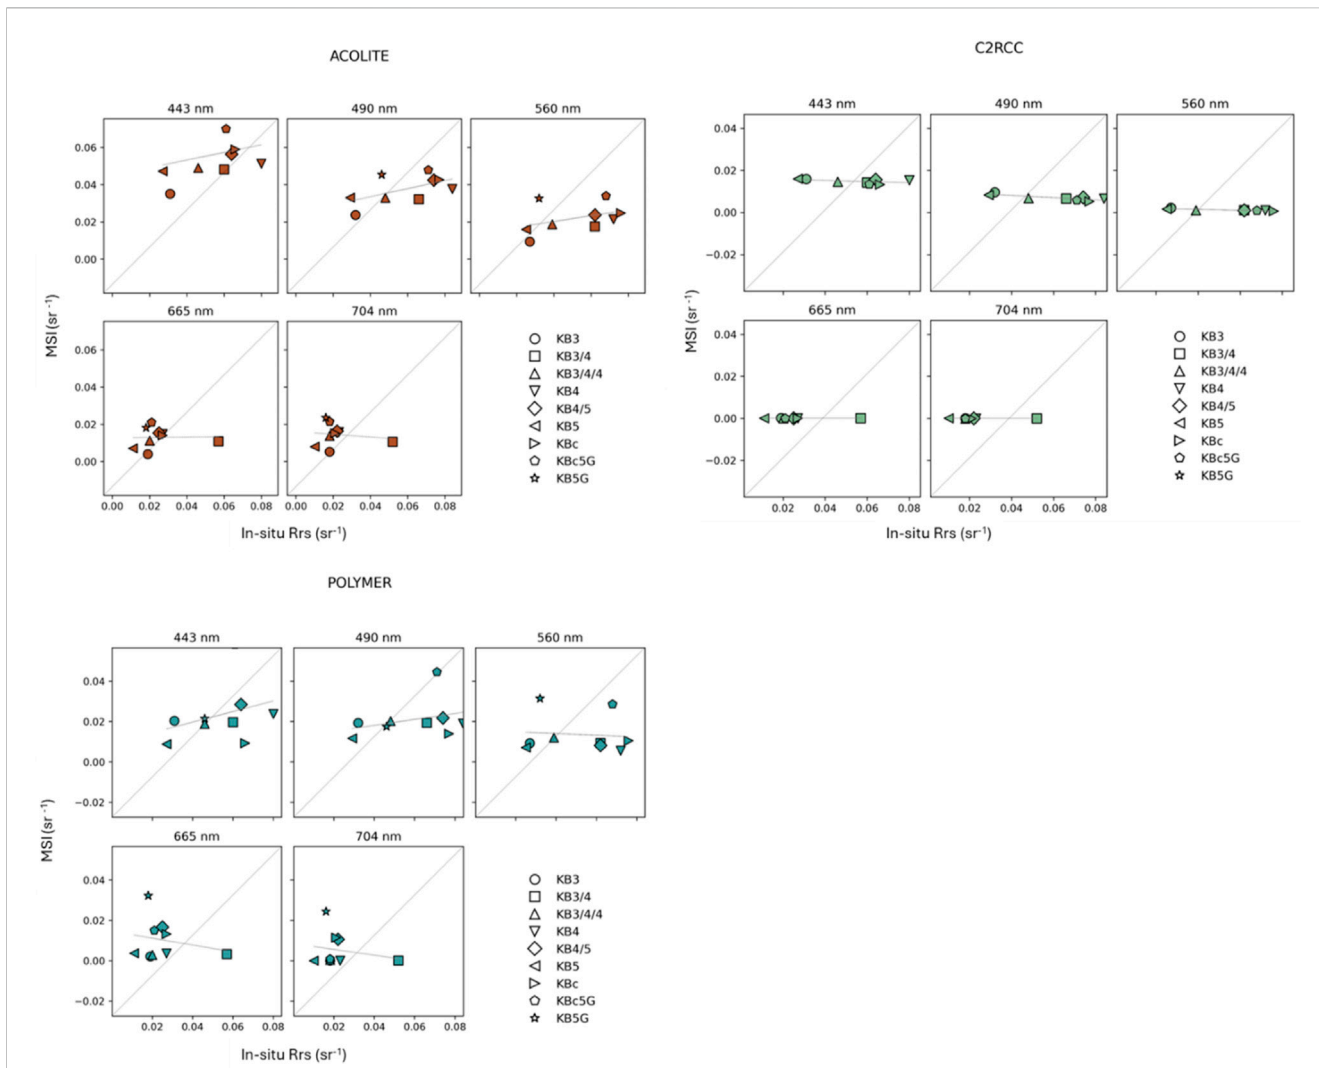 ACOLITE
443 nm
490 nm
560 nm
0.06
0.04
0.02
0.00
665 nm
704 nm
0.06
0.04
0.02
0.00
0.00 0.02 0.04 0.06 0.08
0.00 0.02 0.04 0.06 0.08
MSI (sr⁻¹)
In-situ Rrs (sr⁻¹)
KB3
KB3/4
KB3/4/4
KB4
KB4/5
KB5
KBc
KBc5G
KB5G
C2RCC
443 nm
490 nm
560 nm
0.04
0.02
0.00
−0.02
665 nm
704 nm
0.04
0.02
0.00
−0.02
0.02 0.04 0.06 0.08
0.02 0.04 0.06 0.08
MSI (sr⁻¹)
In-situ Rrs (sr⁻¹)
KB3
KB3/4
KB3/4/4
KB4
KB4/5
KB5
KBc
KBc5G
KB5G
POLYMER
443 nm
490 nm
560 nm
0.04
0.02
0.00
−0.02
665 nm
704 nm
0.04
0.02
0.00
−0.02
0.02 0.04 0.06 0.08
0.02 0.04 0.06 0.08
MSI (sr⁻¹)
In-situ Rrs (sr⁻¹)
KB3
KB3/4
KB3/4/4
KB4
KB4/5
KB5
KBc
KBc5G
KB5G